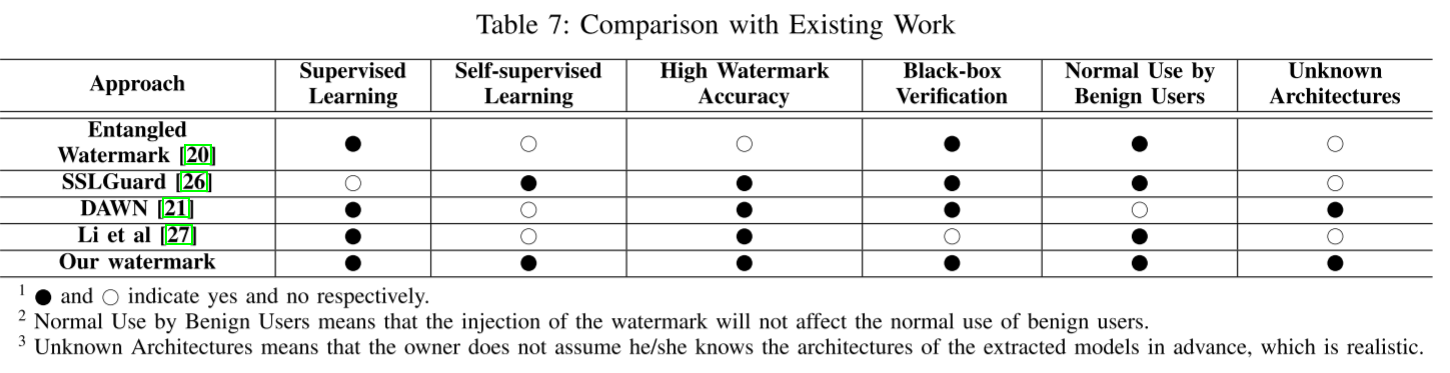 Table 7: Comparison with Existing Work
Approach Supervised Learning Self-supervised Learning High Watermark Accuracy Black-box Verification Normal Use by Benign Users Unknown Architectures
Entangled Watermark [20] ● ○ ○ ● ● ○
SSLGuard [26] ○ ● ● ● ● ○
DAWN [21] ● ○ ● ● ○ ●
Li et al [27] ● ○ ● ○ ● ○
Our watermark ● ● ● ● ● ●
1 ● and ○ indicate yes and no respectively.
2 Normal Use by Benign Users means that the injection of the watermark will not affect the normal use of benign users.
3 Unknown Architectures means that the owner does not assume he/she knows the architectures of the extracted models in advance, which is realistic.